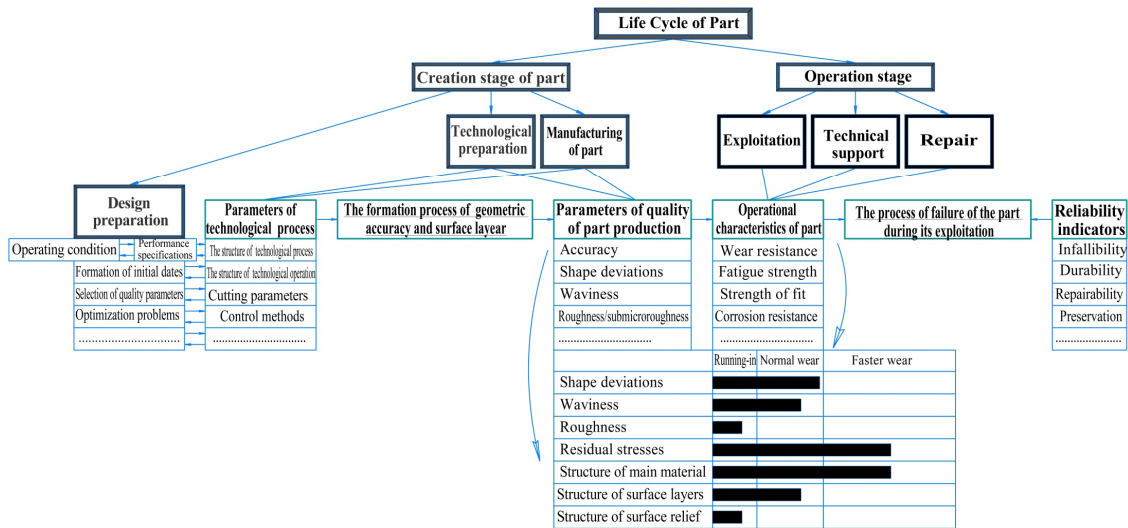 Life Cycle of Part
Creation stage of part
Operation stage
Technological
preparation
Manufacturing
of part
Exploitation
Technical
support
Repair
Design
preparation
Parameters of
technological process
The formation process of geometric
accuracy and surface layear
Parameters of quality
of part production
Operational
characteristics of part
The process of failure of the part
during its exploitation
Reliability
indicators
Operating condition
Performance
specifications
The structure of technological process
Accuracy
Wear resistance
Infallibility
Formation of initial dates
The structure of technological operation
Shape deviations
Fatigue strength
Durability
Selection of quality parameters
Cutting parameters
Waviness
Strength of fit
Repairability
Optimization problems
Control methods
Roughness/submicroroughness
Corrosion resistance
Preservation
..............................
..............................
..............................
..............................
.....................
Running-in
Normal wear
Faster wear
Shape deviations
Waviness
Roughness
Residual stresses
Structure of main material
Structure of surface layers
Structure of surface relief